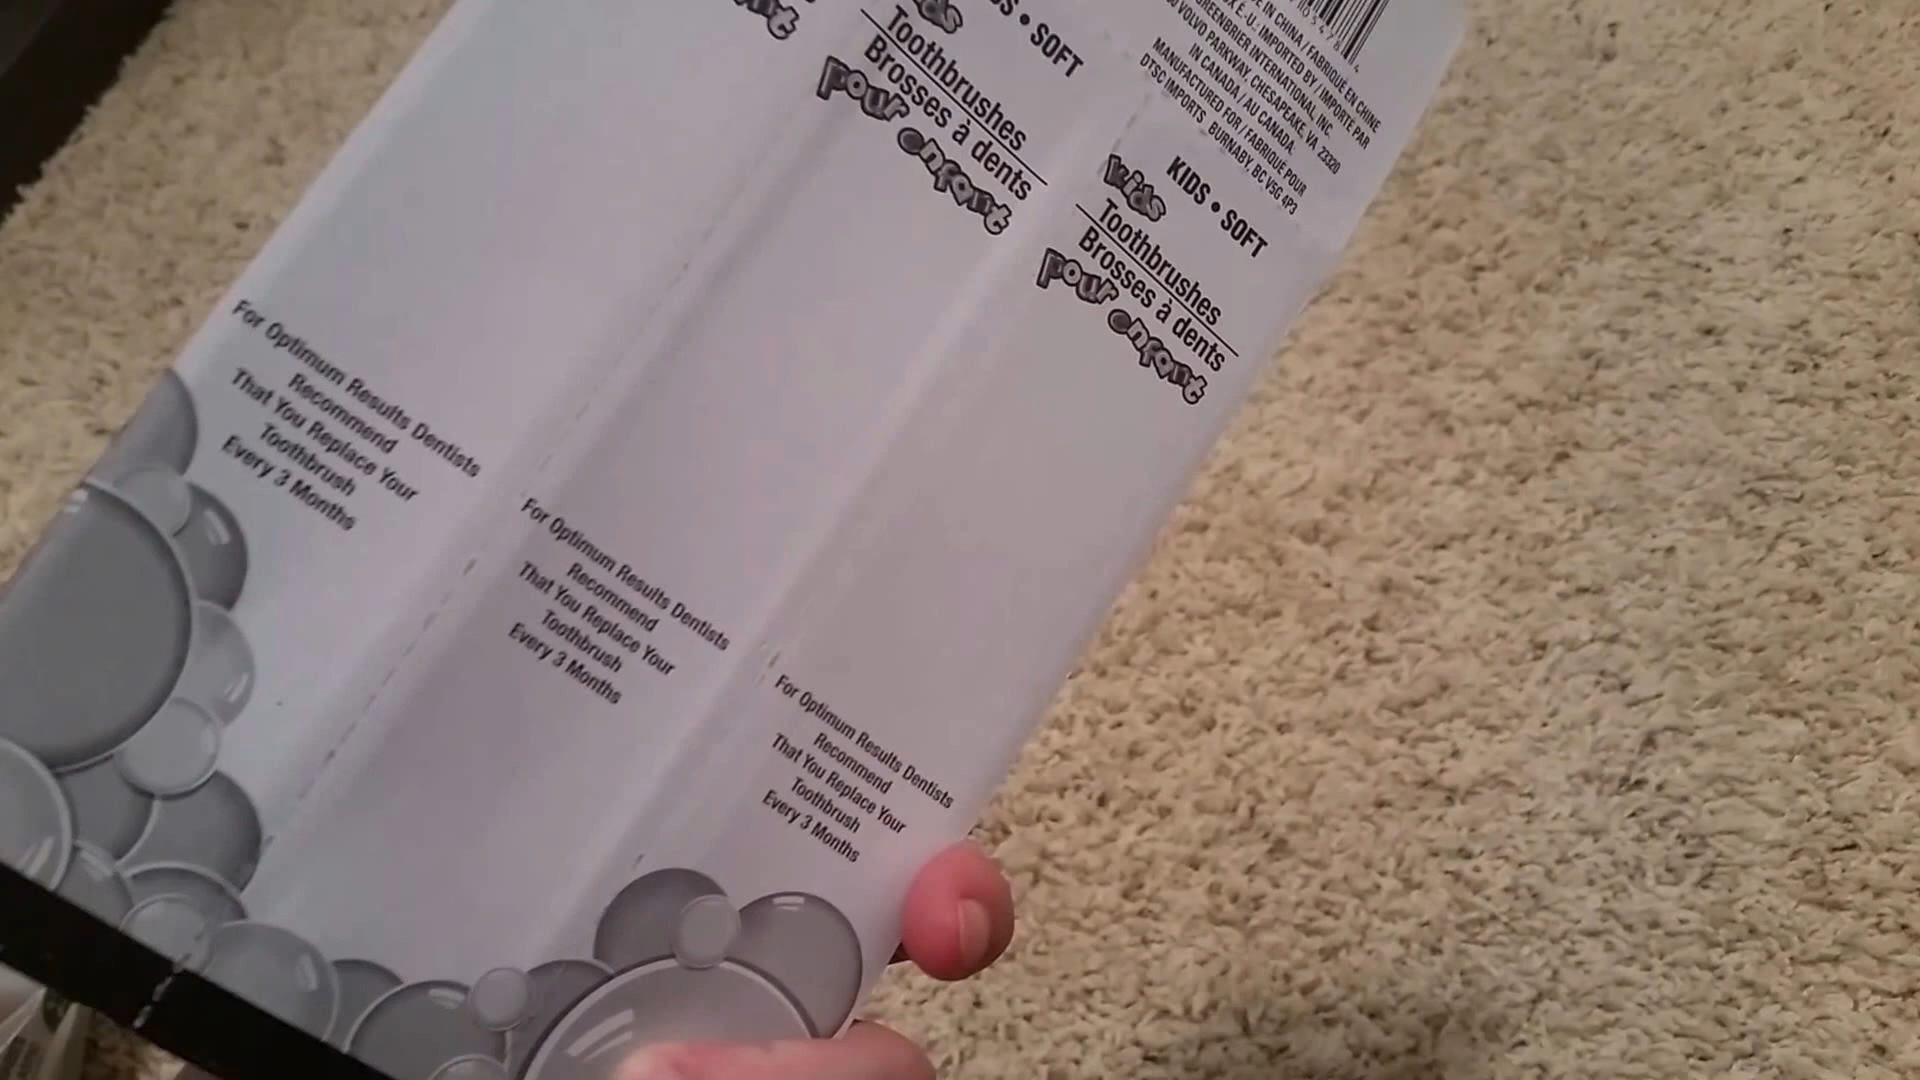 IN CHINA / FABRIQUÉ EN CHINE
É.-U. IMPORTED BY / IMPORTÉ PAR
GREENBRIER INTERNATIONAL, INC.
VOLVO PARKWAY, CHESAPEAKE, VA 23320
IN CANADA / AU CANADA:
MANUFACTURED FOR / FABRIQUÉ POUR
DTSC IMPORTS, BURNABY, BC V5G 4P3
• SOFT
Toothbrushes
Brosses à dents
pour enfant
KIDS • SOFT
kids
Toothbrushes
Brosses à dents
pour enfant
For Optimum Results Dentists
Recommend
That You Replace Your
Toothbrush
Every 3 Months
For Optimum Results Dentists
Recommend
That You Replace Your
Toothbrush
Every 3 Months
For Optimum Results Dentists
Recommend
That You Replace Your
Toothbrush
Every 3 Months